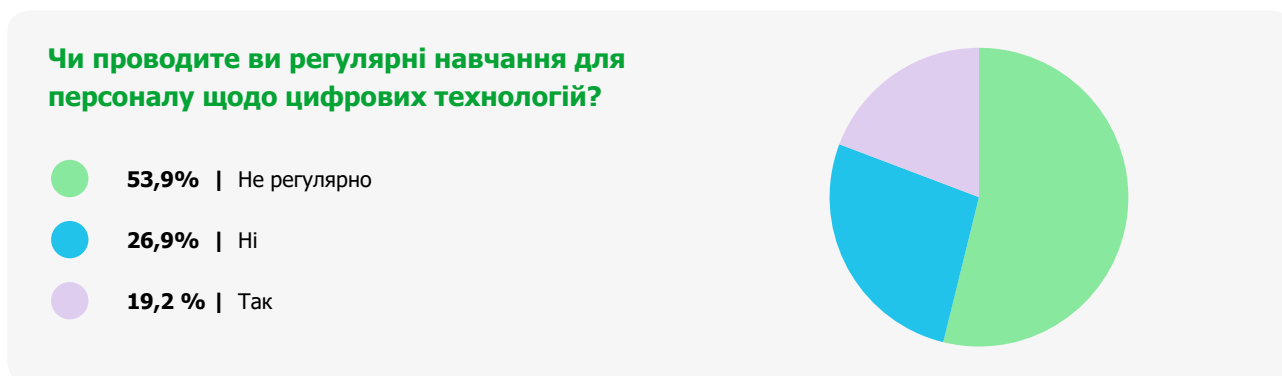 Чи проводите ви регулярні навчання для
персоналу щодо цифрових технологій?
53,9% | Не регулярно
26,9% | Ні
19,2 % | Так